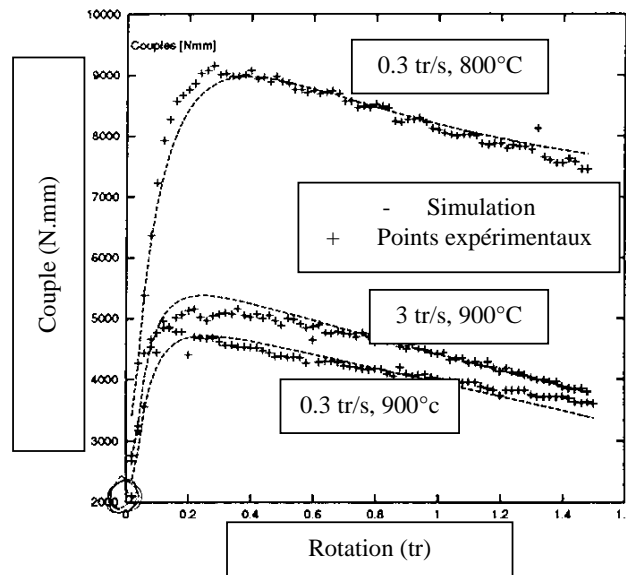 Couples [Nmm]
0.3 tr/s, 800°C
9000
8000
7000
- Simulation
+ Points expérimentaux
6000
Couple (N.mm)
5000
3 tr/s, 900°C
4000
0.3 tr/s, 900°c
3000
2000
0 0.2 0.4 0.6 0.8 1 1.2 1.4 1.
Rotation (tr)